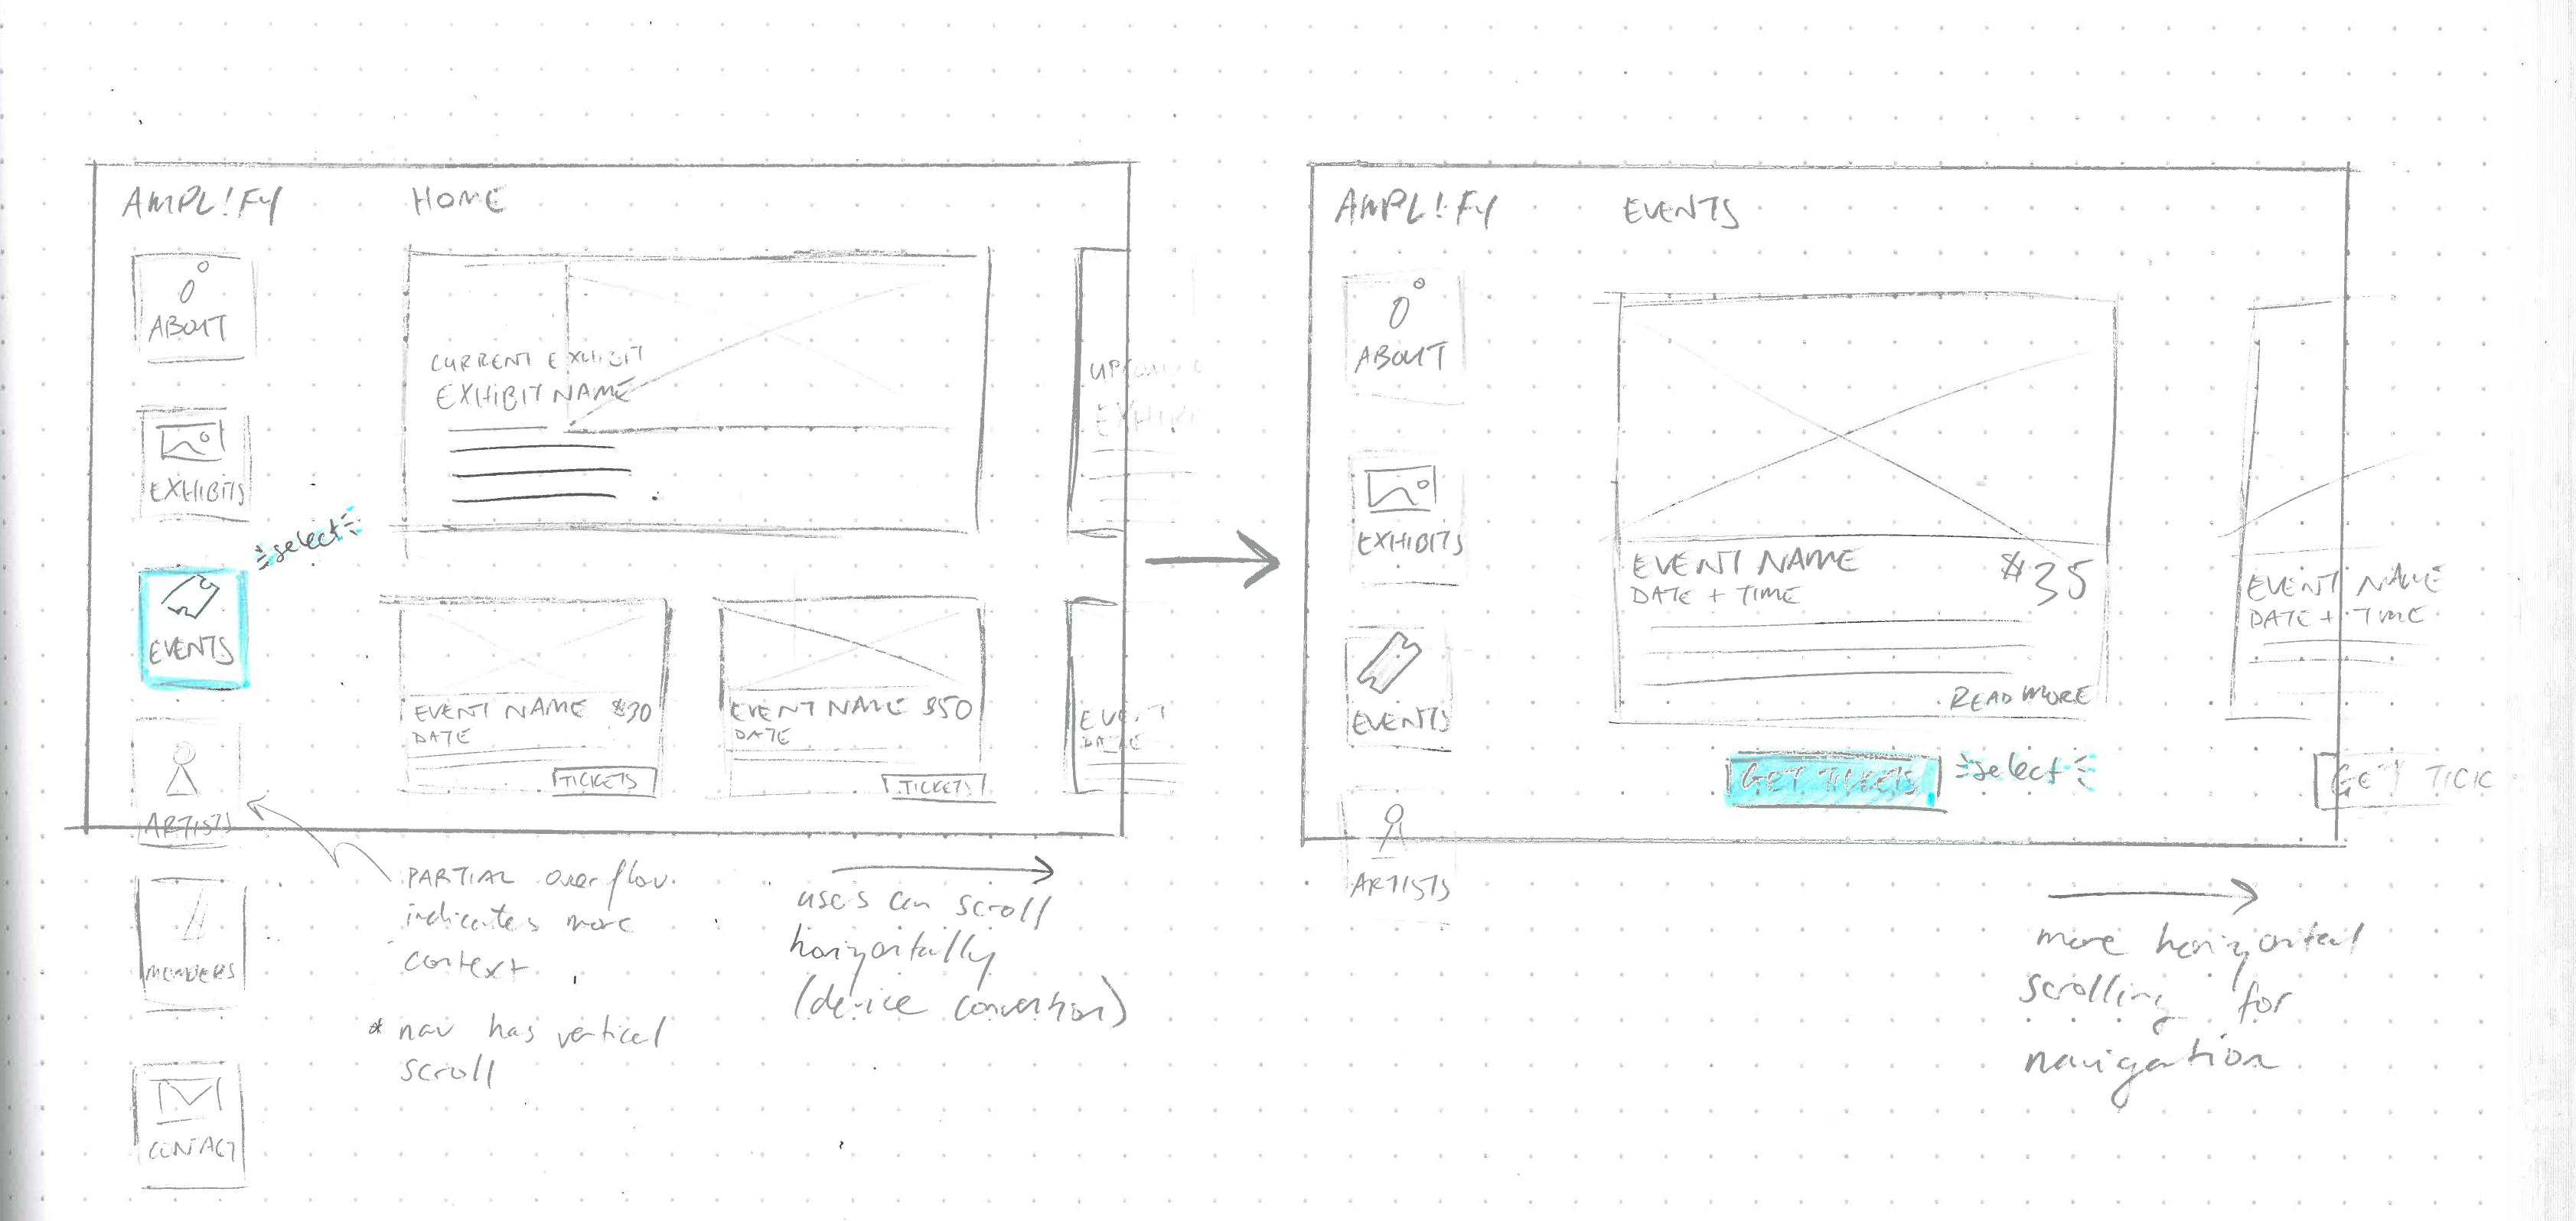 AMPL!FY
HOME
ABOUT
EXHIBITS
select
EVENTS
ARTISTS
MEMBERS
CONTACT
CURRENT EXHIBIT
EXHIBIT NAME
UPCOMING
EXHIBI
EVENT NAME $30
DATE
TICKETS
EVENT NAME $50
DATE
TICKETS
EVENT
DATE
PARTIAL overflow
indicates more
context
* nav has vertical
scroll
users can scroll
horizontally
(device convention)
AMPL!FY
EVENTS
ABOUT
EXHIBITS
EVENTS
ARTISTS
EVENT NAME $35
DATE + TIME
READ MORE
GET TICKETS
select
EVENT NAME
DATE + TIME
GET TICK
more horizontal
scrolling for
navigation